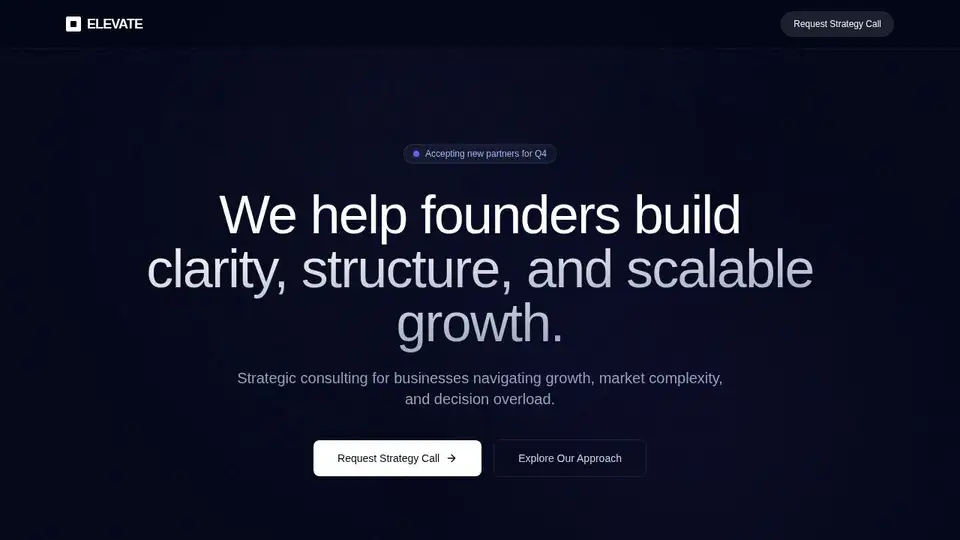 ELEVATE
Request Strategy Call
Accepting new partners for Q4
We help founders build
clarity, structure, and scalable
growth.
Strategic consulting for businesses navigating growth, market complexity,
and decision overload.
Request Strategy Call
Explore Our Approach